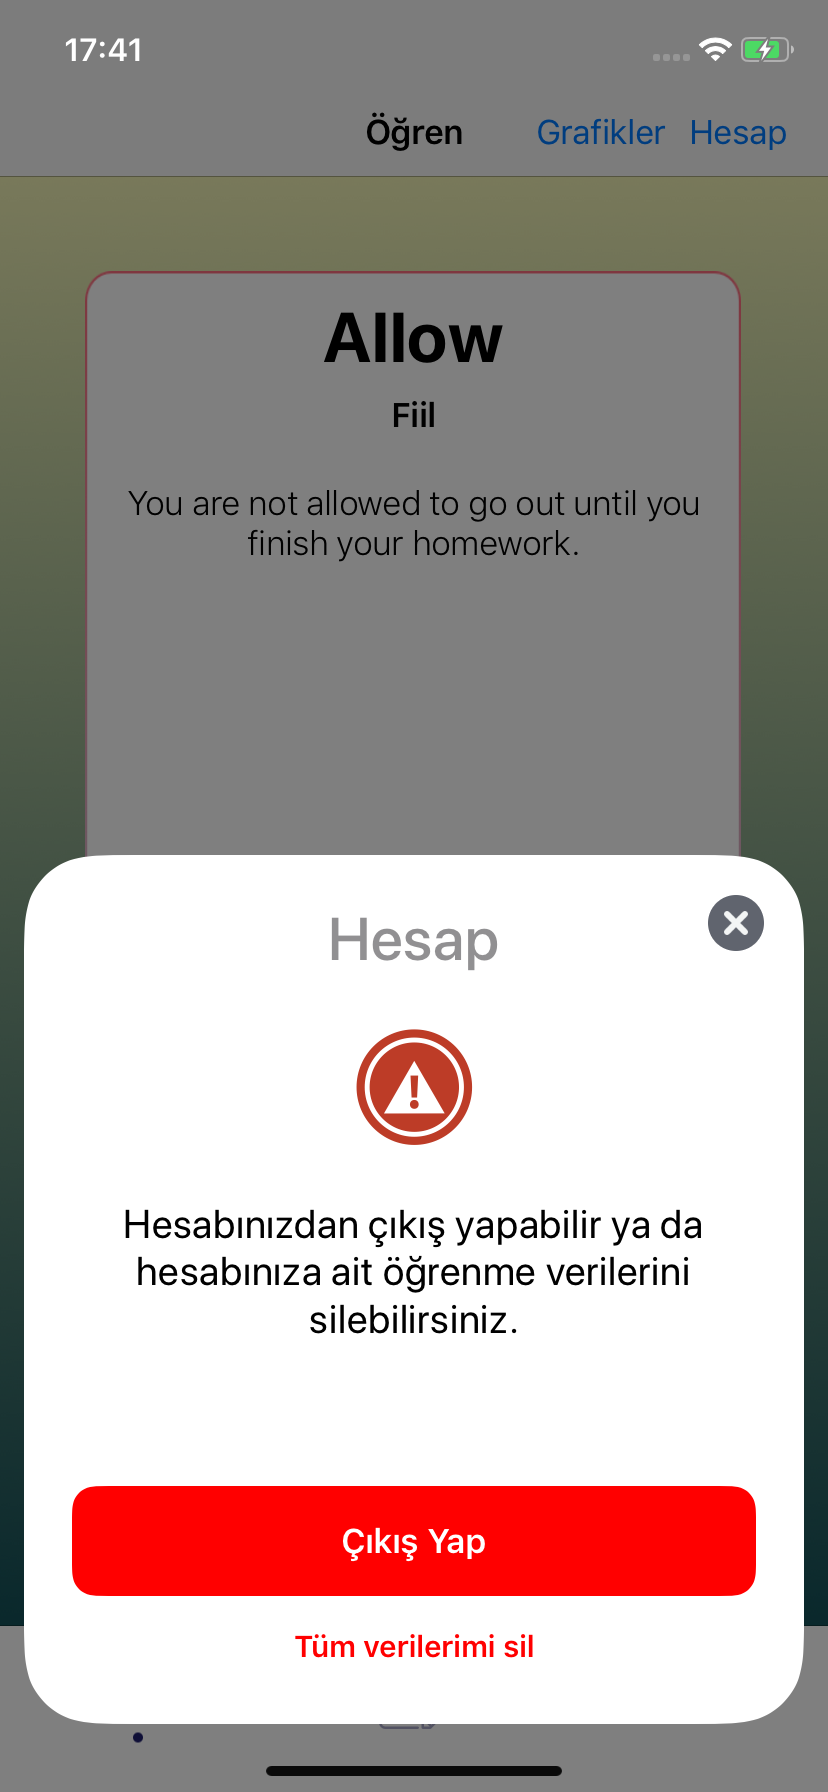 17:41
Öğren Grafikler Hesap
Allow
Fiil
You are not allowed to go out until you
finish your homework.
Hesap
Hesabınızdan çıkış yapabilir ya da
hesabınıza ait öğrenme verilerini
silebilirsiniz.
Çıkış Yap
Tüm verilerimi sil